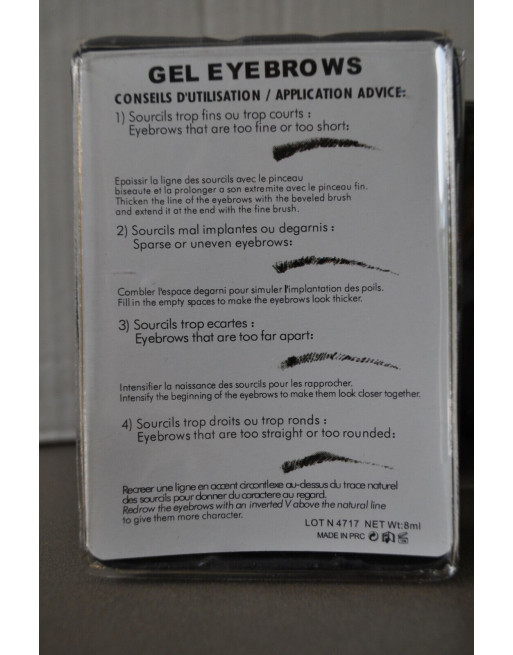 GEL EYEBROWS
CONSEILS D'UTILISATION / APPLICATION ADVICE:
1) Sourcils trop fins ou trop courts :
Eyebrows that are too fine or too short:
Epaissir la ligne des sourcils avec le pinceau
biseaute et la prolonger a son extremite avec le pinceau fin.
Thicken the line of the eyebrows with the beveled brush
and extend it at the end with the fine brush.
2) Sourcils mal implantes ou degarnis :
Sparse or uneven eyebrows:
Combler l'espace degarni pour simuler l'implantation des poils.
Fill in the empty spaces to make the eyebrows look thicker.
3) Sourcils trop ecartes :
Eyebrows that are too far apart:
Intensifier la naissance des sourcils pour les rapprocher.
Intensify the beginning of the eyebrows to make them look closer together.
4) Sourcils trop droits ou trop ronds :
Eyebrows that are too straight or too rounded:
Recreer une ligne en accent circonflexe au-dessus du trace naturel
des sourcils pour donner du caractere au regard.
Redrow the eyebrows with an inverted V above the natural line
to give them more character.
LOT N 4717 NET Wt:8ml
MADE IN PRC